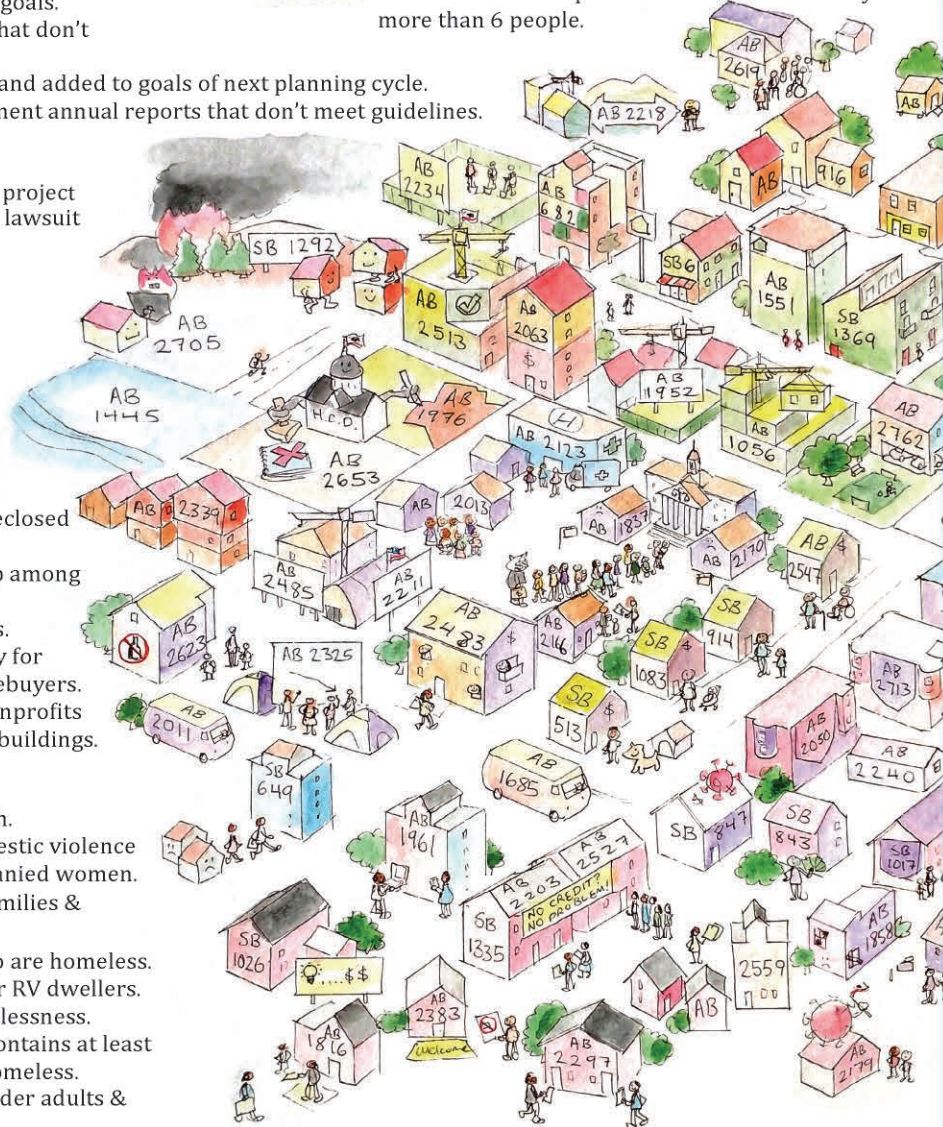 goals.
hat don't
more than 6 people.
and added to goals of next planning cycle.
nent annual reports that don't meet guidelines.
project
lawsuit
eclosed
among
s.
y for
ebuyers.
nprofits
buildings.
n.
estic violence
anied women.
milies &
are homeless.
r RV dwellers.
lessness.
ontains at least
omeless.
der adults &
AB
2619
AB
AB 2218
AB
2234
AB
682
AB
916
SB 1292
SB6
AB
1551
SB
1369
AB
2513
AB
2063
$
AB
2705
AB
1445
H.C.D.
AB
1976
AB
1952
AB
1056
AB
2762
H
AB 2123
AB
2653
AB
2339
AB
2013
AB
1837
AB
2170
AB $
2547
AB
2485
AB
2211
AB
2623
AB 2325
AB
2483
$
AB
216
SB
1083
$
SB
914
AB
2011
SB
513
$
AB
2713
AB
2050
AB
2240
SB
649
AB
1685
AB
1961
SB
$
847
SB
843
SB
1017
AB
2203
AB
2527
NO CREDIT?
NO PROBLEM!
SB
1335
SB
1026
....$$
AB
1858
2559
AB
AB
2383
Welcome
AB
1816
AB
2297
AB
2179